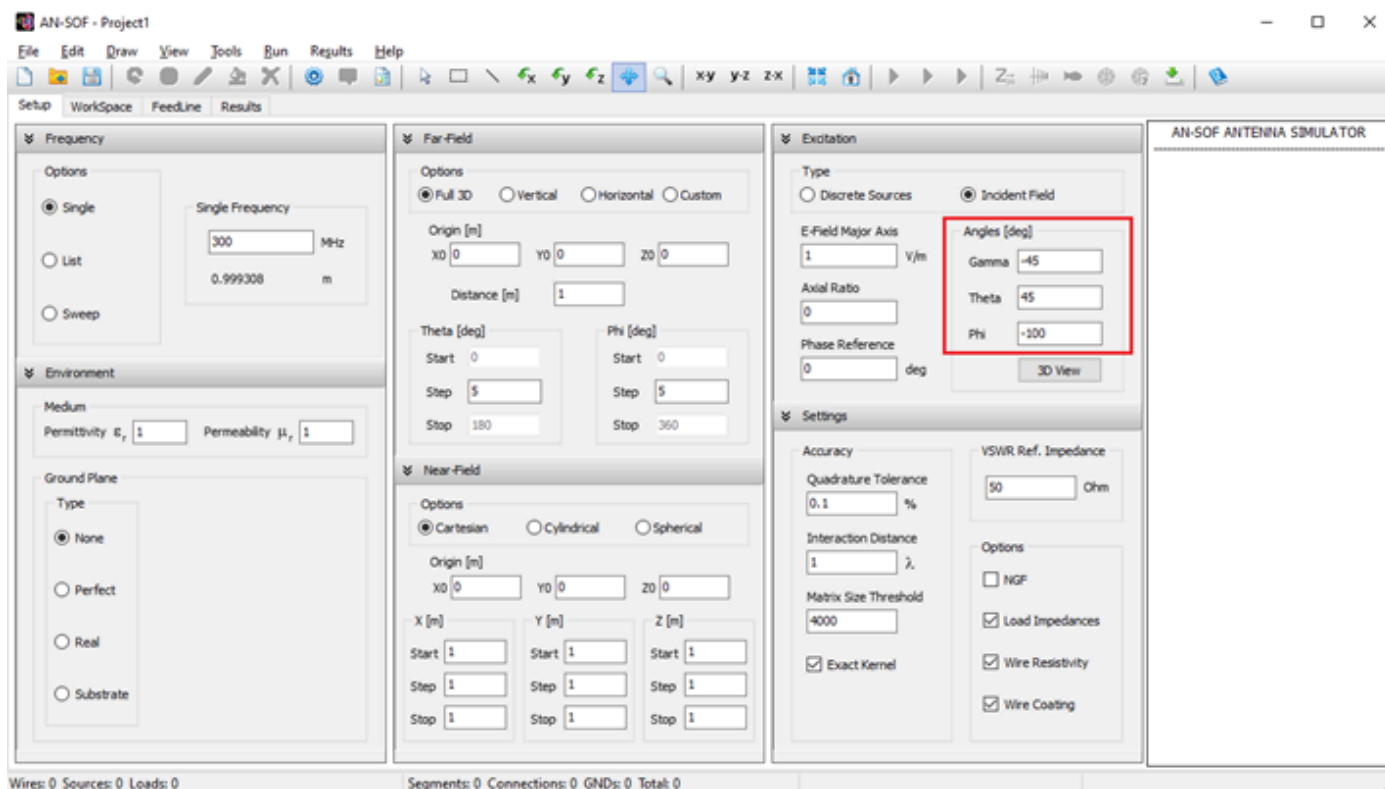 AN-SOF - Project1
File Edit Draw View Tools Run Results Help
x y z x-y y-z z-x
Setup WorkSpace FeedLine Results
Frequency
Options
Single
List
Sweep
Single Frequency
300 MHz
0.999308 m
Environment
Medium
Permittivity εr 1 Permeability μr 1
Ground Plane
Type
None
Perfect
Real
Substrate
Far-Field
Options
Full 3D Vertical Horizontal Custom
Origin [m]
X0 0 Y0 0 Z0 0
Distance [m] 1
Theta [deg]
Start 0
Step 5
Stop 180
Phi [deg]
Start 0
Step 5
Stop 360
Near-Field
Options
Cartesian Cylindrical Spherical
Origin [m]
X0 0 Y0 0 Z0 0
X [m] Y [m] Z [m]
Start 1 Start 1 Start 1
Step 1 Step 1 Step 1
Stop 1 Stop 1 Stop 1
Excitation
Type
Discrete Sources Incident Field
E-Field Major Axis
1 V/m
Axial Ratio
0
Phase Reference
0 deg
Angles [deg]
Gamma -45
Theta 45
Phi -100
3D View
Settings
Accuracy
Quadrature Tolerance
0.1 %
Interaction Distance
1 λ
Matrix Size Threshold
4000
Exact Kernel
VSWR Ref. Impedance
50 Ohm
Options
NGF
Load Impedances
Wire Resistivity
Wire Coating
AN-SOF ANTENNA SIMULATOR
Wires: 0 Sources: 0 Loads: 0 Segments: 0 Connections: 0 GNDs: 0 Total: 0